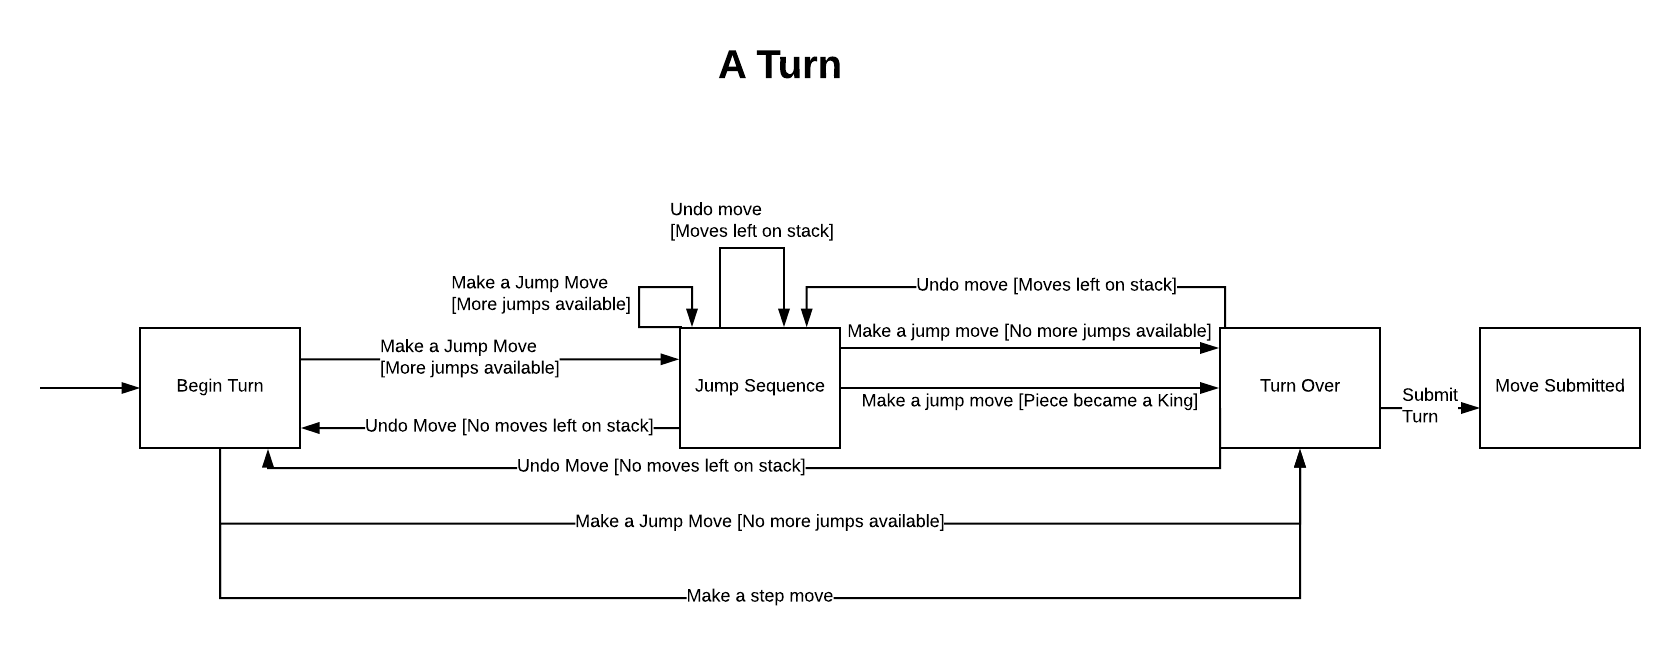 A Turn
Undo move
[Moves left on stack]
Make a Jump Move
[More jumps available]
Undo move [Moves left on stack]
Make a jump move [No more jumps available]
Make a Jump Move
[More jumps available]
Begin Turn
Jump Sequence
Turn Over
Move Submitted
Make a jump move [Piece became a King]
Submit
Turn
Undo Move [No moves left on stack]
Undo Move [No moves left on stack]
Make a Jump Move [No more jumps available]
Make a step move